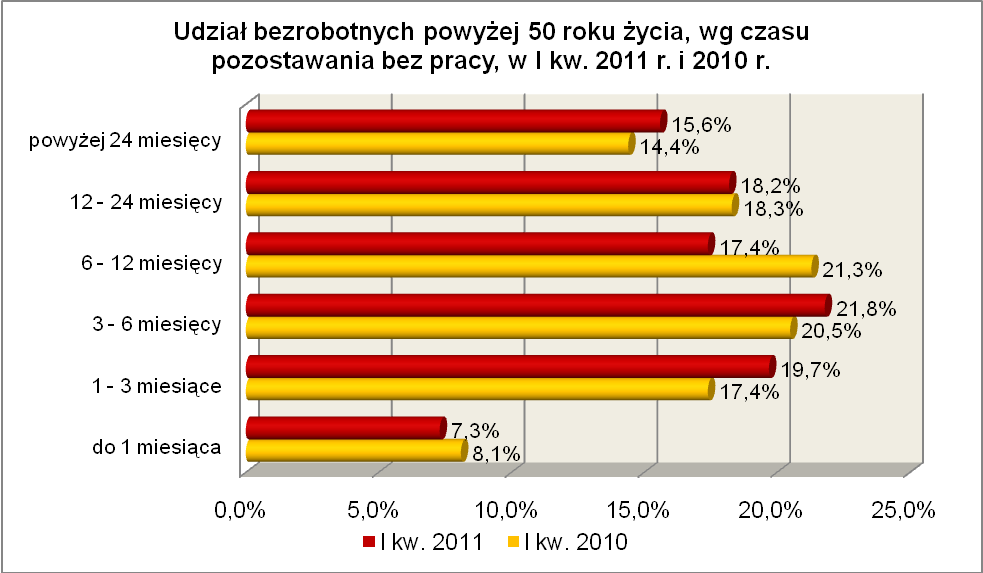 Udział bezrobotnych powyżej 50 roku życia, wg czasu
pozostawania bez pracy, w I kw. 2011 r. i 2010 r.
powyżej 24 miesięcy
15,6%
14,4%
12 - 24 miesięcy
18,2%
18,3%
6 - 12 miesięcy
17,4%
21,3%
3 - 6 miesięcy
21,8%
20,5%
1 - 3 miesiące
19,7%
17,4%
do 1 miesiąca
7,3%
8,1%
0,0% 5,0% 10,0% 15,0% 20,0% 25,0%
I kw. 2011 I kw. 2010